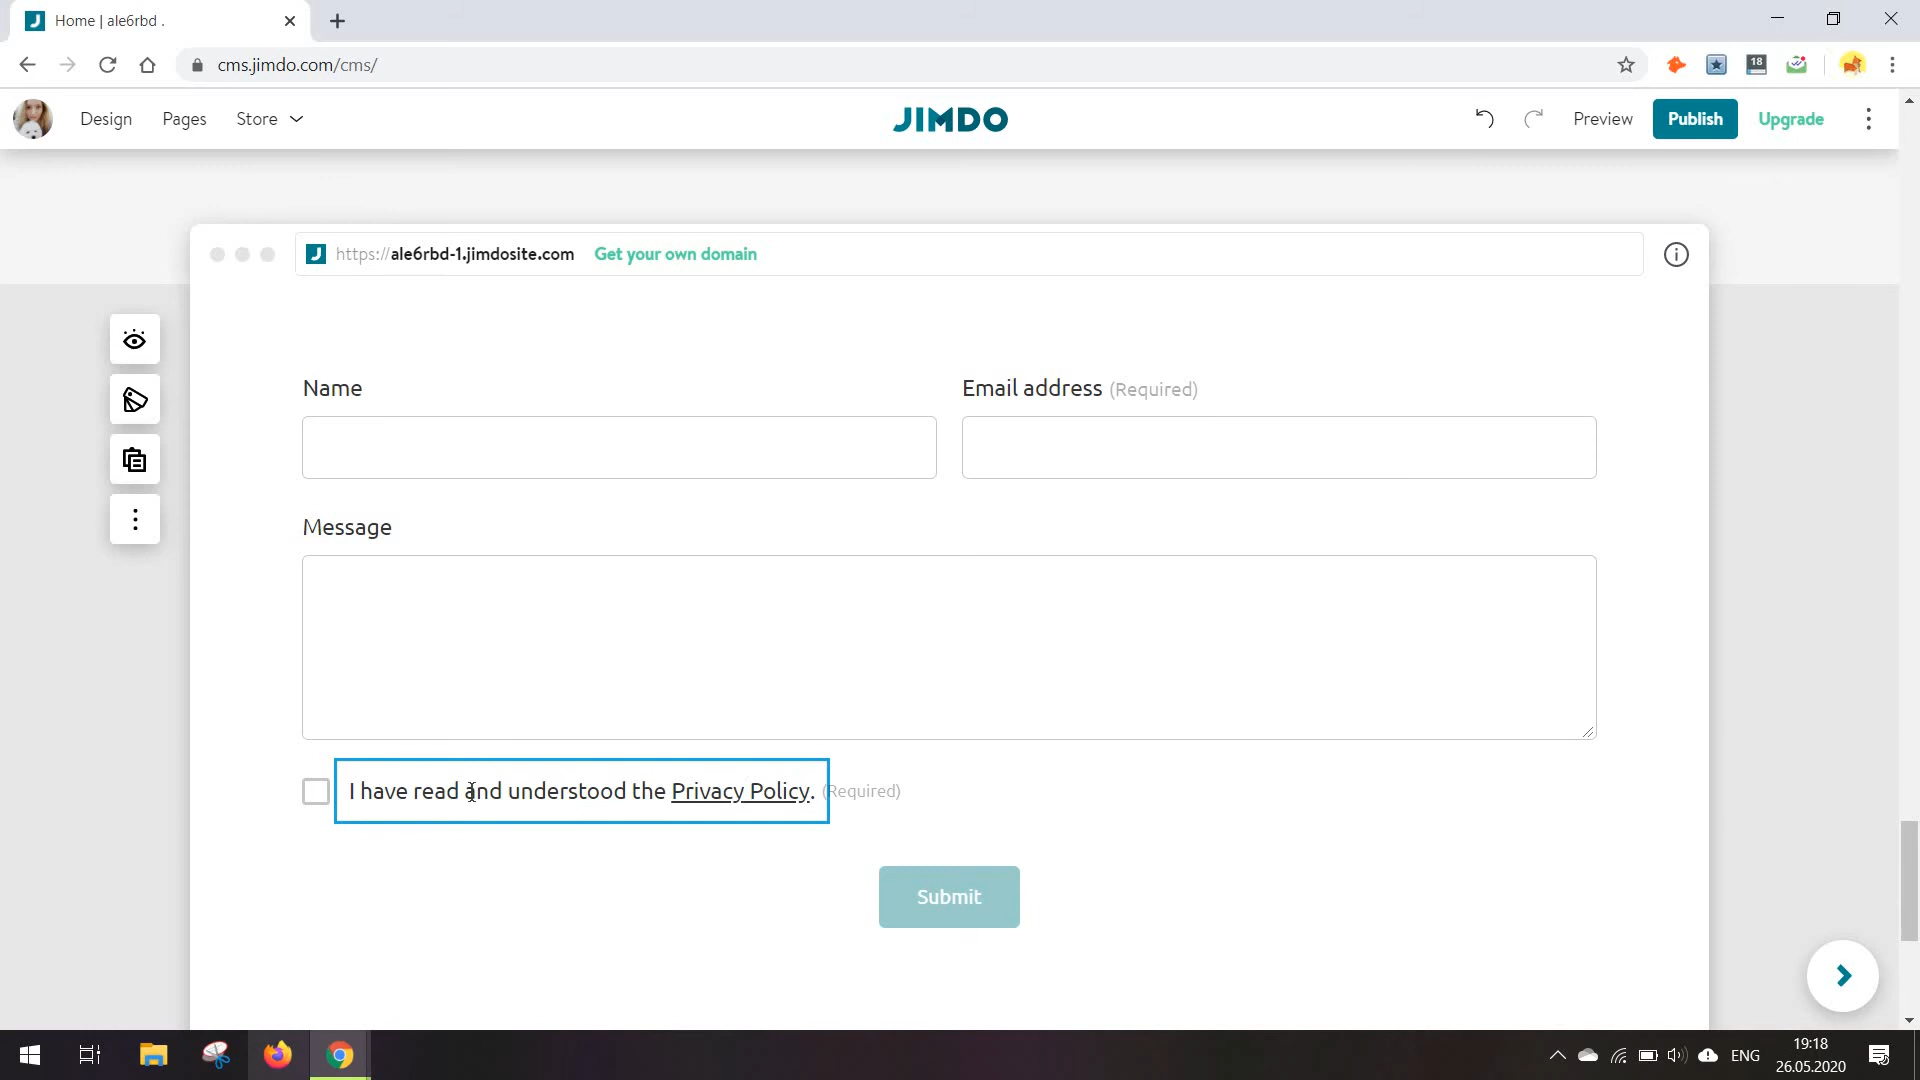 Home | ale6rbd .
cms.jimdo.com/cms/
18
Design Pages Store JIMDO Preview Publish Upgrade
https://ale6rbd-1.jimdosite.com Get your own domain
Name
Email address (Required)
Message
I have read and understood the Privacy Policy. (Required)
Submit
ENG
19:18
26.05.2020